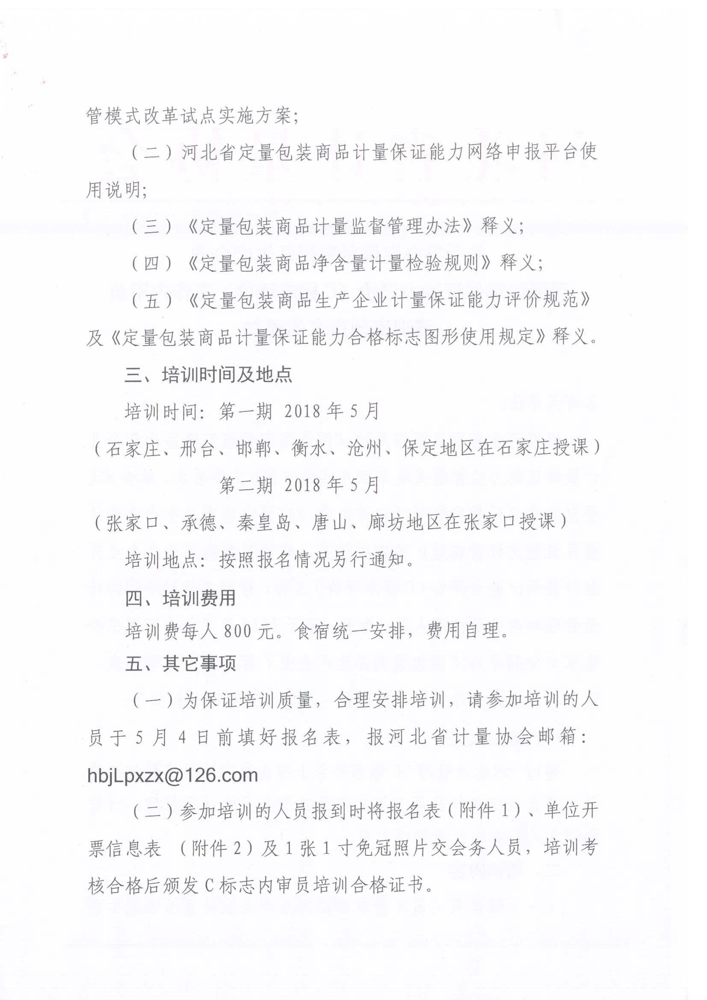 管模式改革试点实施方案；
（二）河北省定量包装商品计量保证能力网络申报平台使
用说明；
（三）《定量包装商品计量监督管理办法》释义；
（四）《定量包装商品净含量计量检验规则》释义；
（五）《定量包装商品生产企业计量保证能力评价规范》
及《定量包装商品计量保证能力合格标志图形使用规定》释义。
三、培训时间及地点
培训时间：第一期 2018年5月
（石家庄、邢台、邯郸、衡水、沧州、保定地区在石家庄授课）
第二期 2018年5月
（张家口、承德、秦皇岛、唐山、廊坊地区在张家口授课）
培训地点：按照报名情况另行通知。
四、培训费用
培训费每人800元。食宿统一安排，费用自理。
五、其它事项
（一）为保证培训质量，合理安排培训，请参加培训的人
员于5月4日前填好报名表，报河北省计量协会邮箱：
hbjLpxzx@126.com
（二）参加培训的人员报到时将报名表（附件1）、单位开
票信息表 （附件2）及1张1寸免冠照片交会务人员，培训考
核合格后颁发C标志内审员培训合格证书。